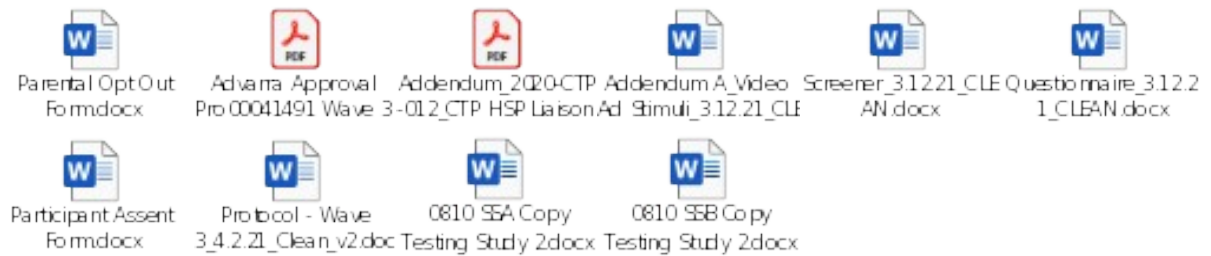 Parental Opt Out
Form.docx
Advarra Approval
Pro00041491 Wave 3
Addendum_2020-CTP
-012_CTP HSP Liaison
Addendum A_Video
Ad Stimuli_3.12.21_CLE
Screener_3.12.21_CLE
AN.docx
Questionnaire_3.12.2
1_CLEAN.docx
Participant Assent
Form.docx
Protocol - Wave
3_4.2.21_Clean_v2.doc
0810 SSA Copy
Testing Study 2.docx
0810 SSB Copy
Testing Study 2.docx